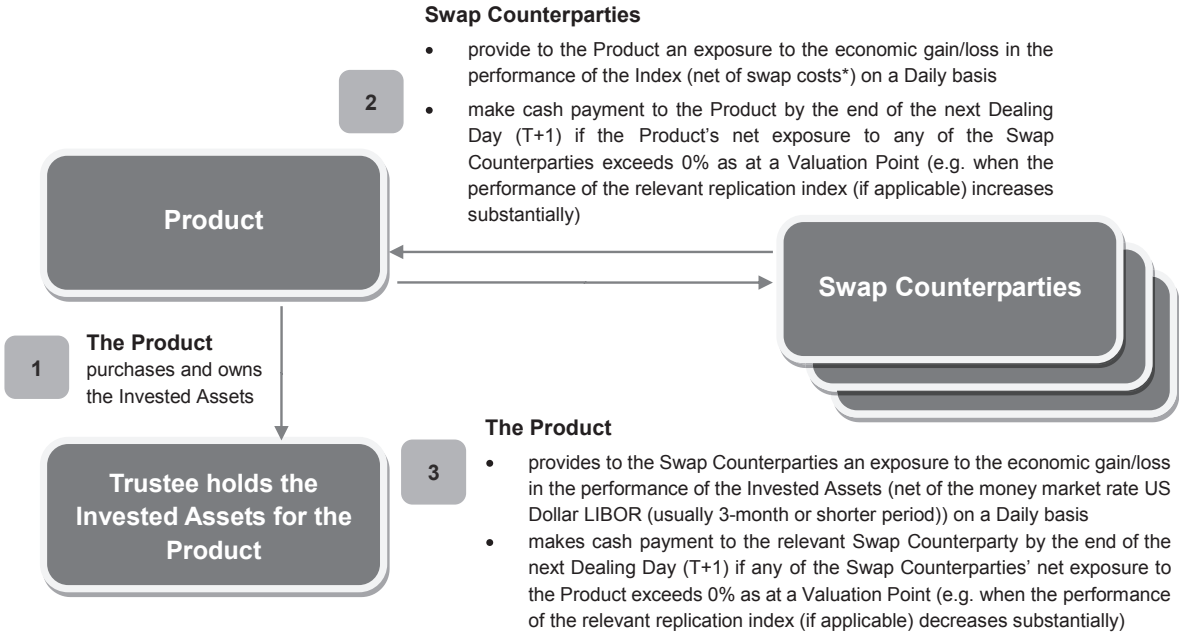 Swap Counterparties
• provide to the Product an exposure to the economic gain/loss in the
performance of the Index (net of swap costs*) on a Daily basis
2
• make cash payment to the Product by the end of the next Dealing
Day (T+1) if the Product's net exposure to any of the Swap
Counterparties exceeds 0% as at a Valuation Point (e.g. when the
performance of the relevant replication index (if applicable) increases
substantially)
Product
Swap Counterparties
1
The Product
purchases and owns
the Invested Assets
Trustee holds the
Invested Assets for the
Product
3
The Product
• provides to the Swap Counterparties an exposure to the economic gain/loss
in the performance of the Invested Assets (net of the money market rate US
Dollar LIBOR (usually 3-month or shorter period)) on a Daily basis
• makes cash payment to the relevant Swap Counterparty by the end of the
next Dealing Day (T+1) if any of the Swap Counterparties' net exposure to
the Product exceeds 0% as at a Valuation Point (e.g. when the performance
of the relevant replication index (if applicable) decreases substantially)